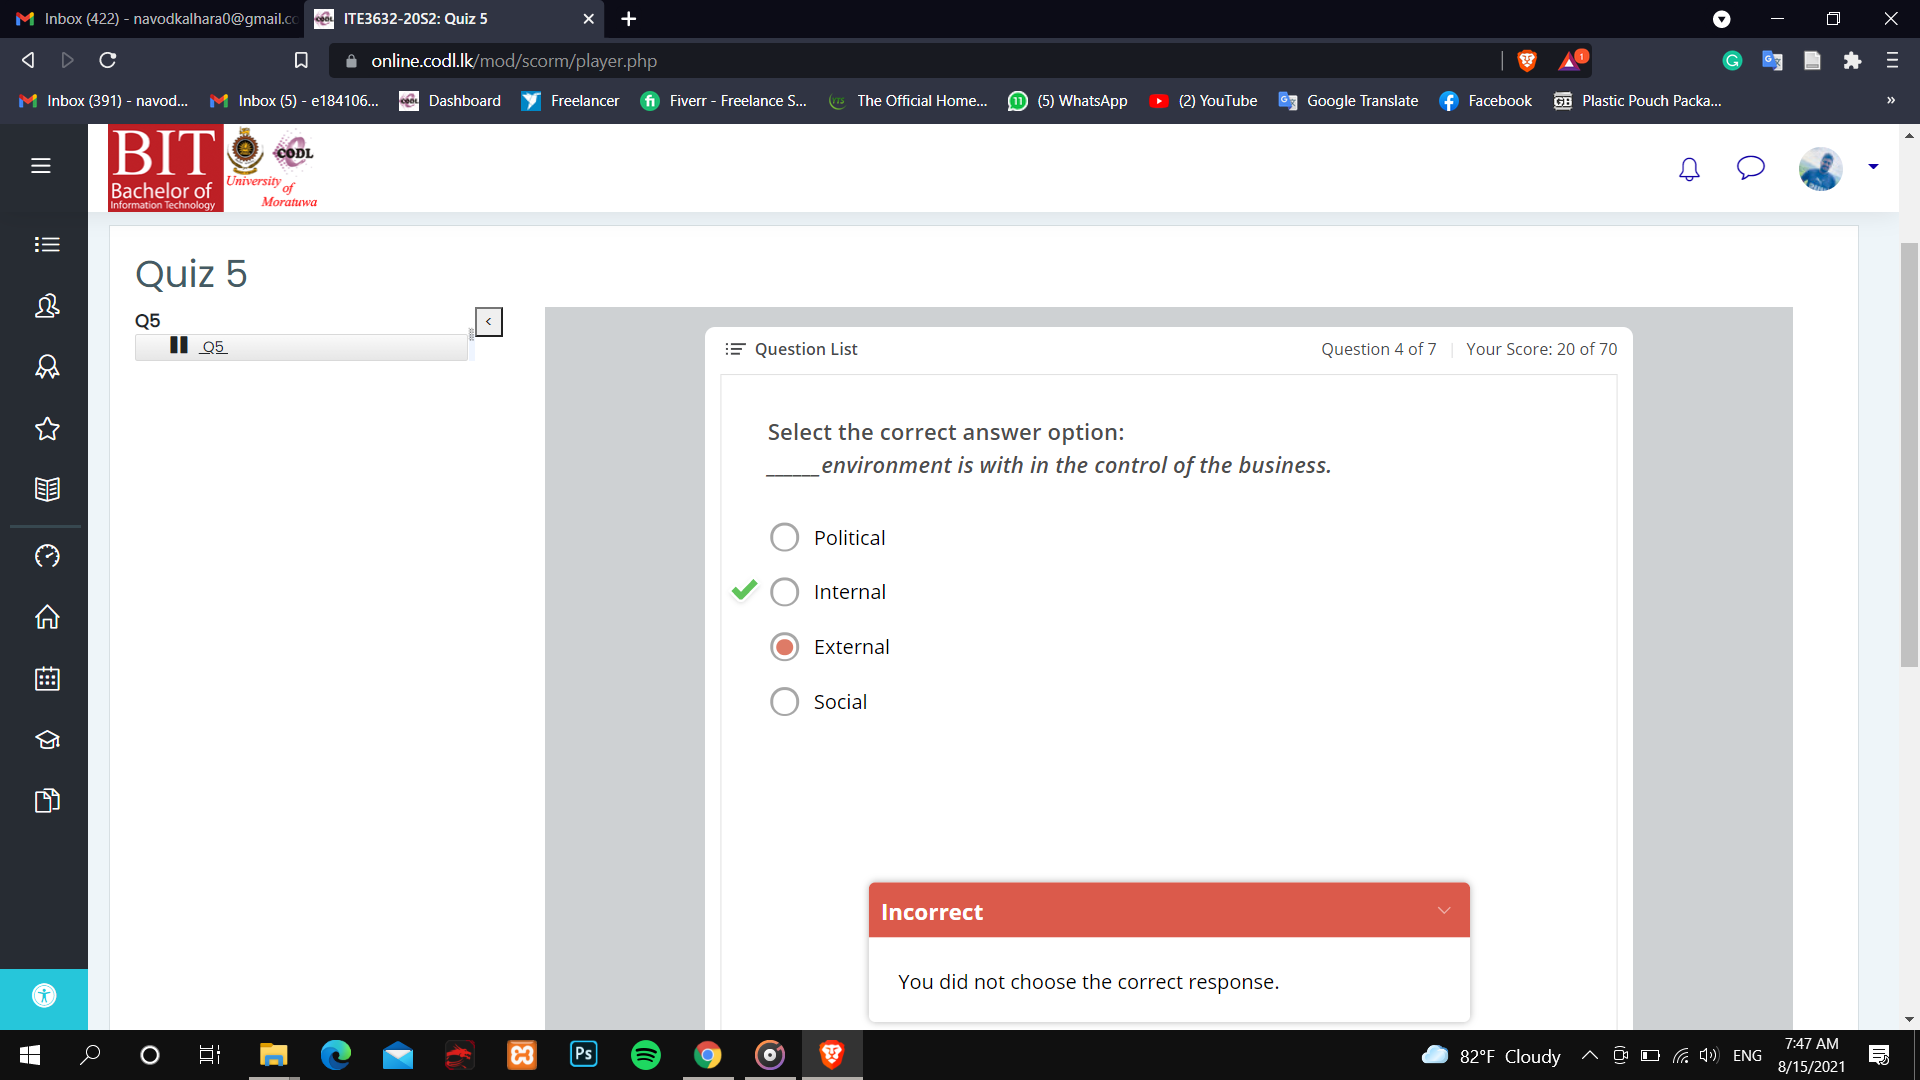 Inbox (422) - navodkalhara0@gmail.co
ITE3632-20S2: Quiz 5
online.codl.lk/mod/scorm/player.php
1
Inbox (391) - navod...
Inbox (5) - e184106...
Dashboard
Freelancer
Fiverr - Freelance S...
The Official Home...
(5) WhatsApp
(2) YouTube
Google Translate
Facebook
Plastic Pouch Packa...
»
BIT
Bachelor of
Information Technology
CODL
University
of
Moratuwa
Quiz 5
Q5
Q5
<
Question List
Question 4 of 7
Your Score: 20 of 70
Select the correct answer option:
______environment is with in the control of the business.
Political
Internal
External
Social
Incorrect
You did not choose the correct response.
Ps
82°F Cloudy
ENG
7:47 AM
8/15/2021